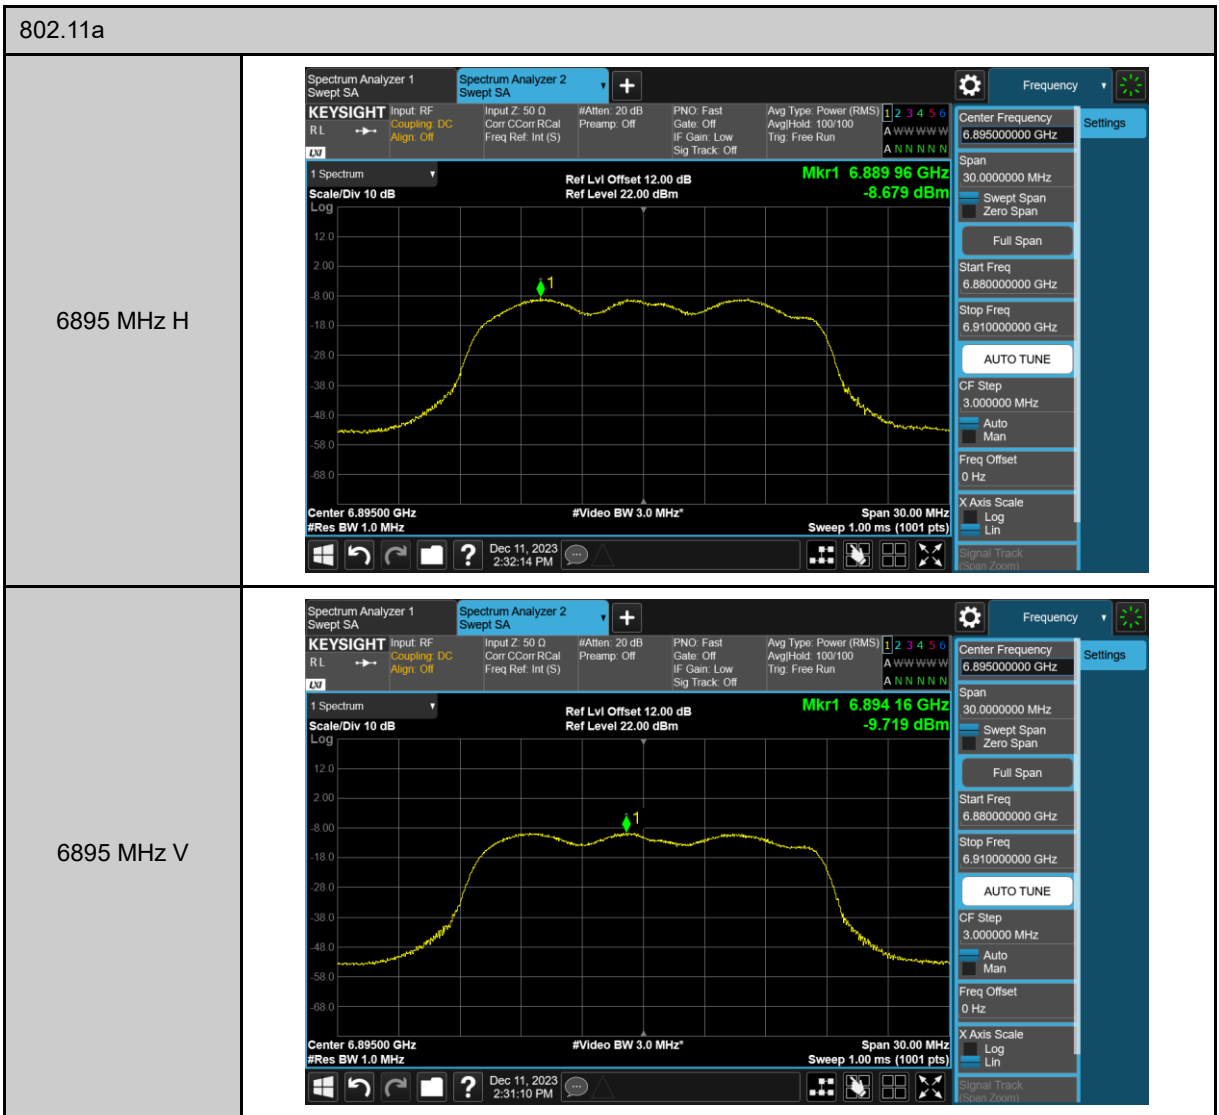 802.11a
6895 MHz H
Spectrum Analyzer 1
Swept SA
Spectrum Analyzer 2
Swept SA
Frequency
KEYSIGHT
RL
LXI
Input: RF
Coupling: DC
Align: Off
Input Z: 50 Ω
Corr CCorr RCal
Freq Ref: Int (S)
#Atten: 20 dB
Preamp: Off
PNO: Fast
Gate: Off
IF Gain: Low
Sig Track: Off
Avg Type: Power (RMS)
Avg|Hold: 100/100
Trig: Free Run
1 2 3 4 5 6
A W W W W W
A N N N N N
1 Spectrum
Scale/Div 10 dB
Log
Ref Lvl Offset 12.00 dB
Ref Level 22.00 dBm
Mkr1 6.889 96 GHz
-8.679 dBm
1
12.0
2.00
-8.00
-18.0
-28.0
-38.0
-48.0
-58.0
-68.0
Center 6.89500 GHz
#Res BW 1.0 MHz
#Video BW 3.0 MHz*
Span 30.00 MHz
Sweep 1.00 ms (1001 pts)
Dec 11, 2023
2:32:14 PM
Center Frequency
6.895000000 GHz
Span
30.0000000 MHz
Swept Span
Zero Span
Full Span
Start Freq
6.880000000 GHz
Stop Freq
6.910000000 GHz
AUTO TUNE
CF Step
3.000000 MHz
Auto
Man
Freq Offset
0 Hz
X Axis Scale
Log
Lin
Signal Track
(Span Zoom)
Settings
6895 MHz V
Spectrum Analyzer 1
Swept SA
Spectrum Analyzer 2
Swept SA
Frequency
KEYSIGHT
RL
LXI
Input: RF
Coupling: DC
Align: Off
Input Z: 50 Ω
Corr CCorr RCal
Freq Ref: Int (S)
#Atten: 20 dB
Preamp: Off
PNO: Fast
Gate: Off
IF Gain: Low
Sig Track: Off
Avg Type: Power (RMS)
Avg|Hold: 100/100
Trig: Free Run
1 2 3 4 5 6
A W W W W W
A N N N N N
1 Spectrum
Scale/Div 10 dB
Log
Ref Lvl Offset 12.00 dB
Ref Level 22.00 dBm
Mkr1 6.894 16 GHz
-9.719 dBm
1
12.0
2.00
-8.00
-18.0
-28.0
-38.0
-48.0
-58.0
-68.0
Center 6.89500 GHz
#Res BW 1.0 MHz
#Video BW 3.0 MHz*
Span 30.00 MHz
Sweep 1.00 ms (1001 pts)
Dec 11, 2023
2:31:10 PM
Center Frequency
6.895000000 GHz
Span
30.0000000 MHz
Swept Span
Zero Span
Full Span
Start Freq
6.880000000 GHz
Stop Freq
6.910000000 GHz
AUTO TUNE
CF Step
3.000000 MHz
Auto
Man
Freq Offset
0 Hz
X Axis Scale
Log
Lin
Signal Track
(Span Zoom)
Settings